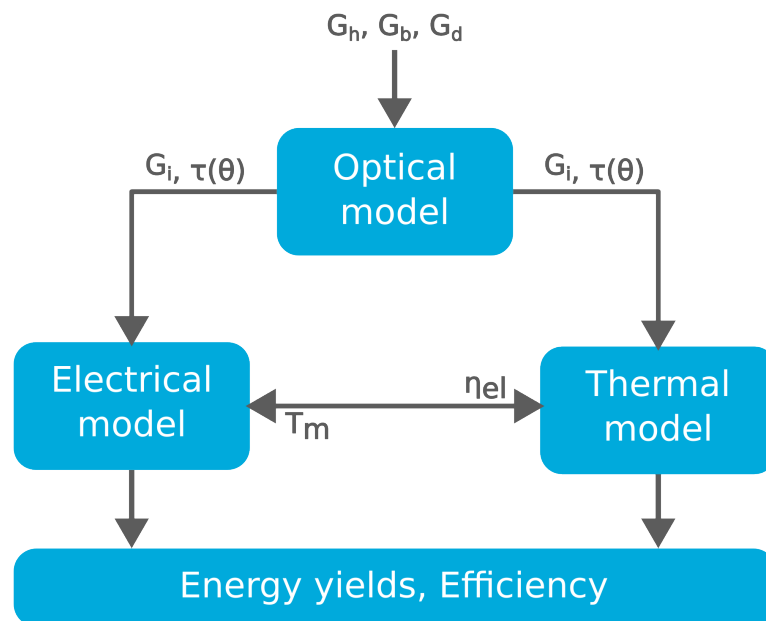 Gh, Gb, Gd
Optical
model
Gi, τ(θ)
Gi, τ(θ)
Electrical
model
ηel
Tm
Thermal
model
Energy yields, Efficiency